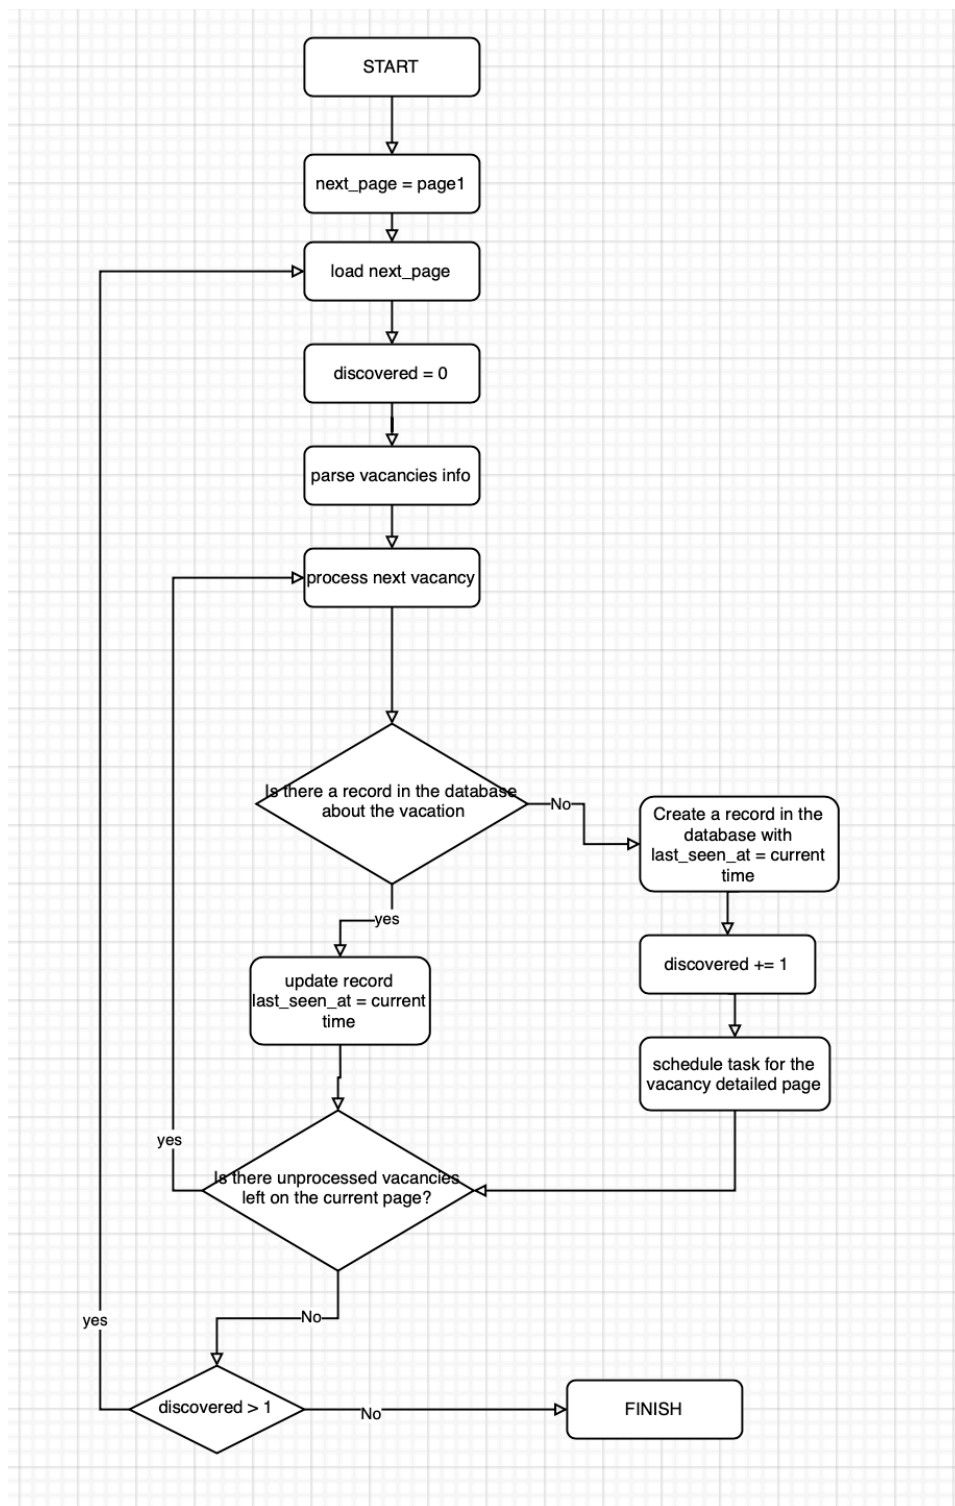 START
next_page = page1
load next_page
discovered = 0
parse vacancies info
process next vacancy
Is there a record in the database
about the vacation
No
Create a record in the
database with
last_seen_at = current
time
yes
discovered += 1
update record
last_seen_at = current
time
schedule task for the
vacancy detailed page
yes
Is there unprocessed vacancies
left on the current page?
No
yes
discovered > 1
No
FINISH